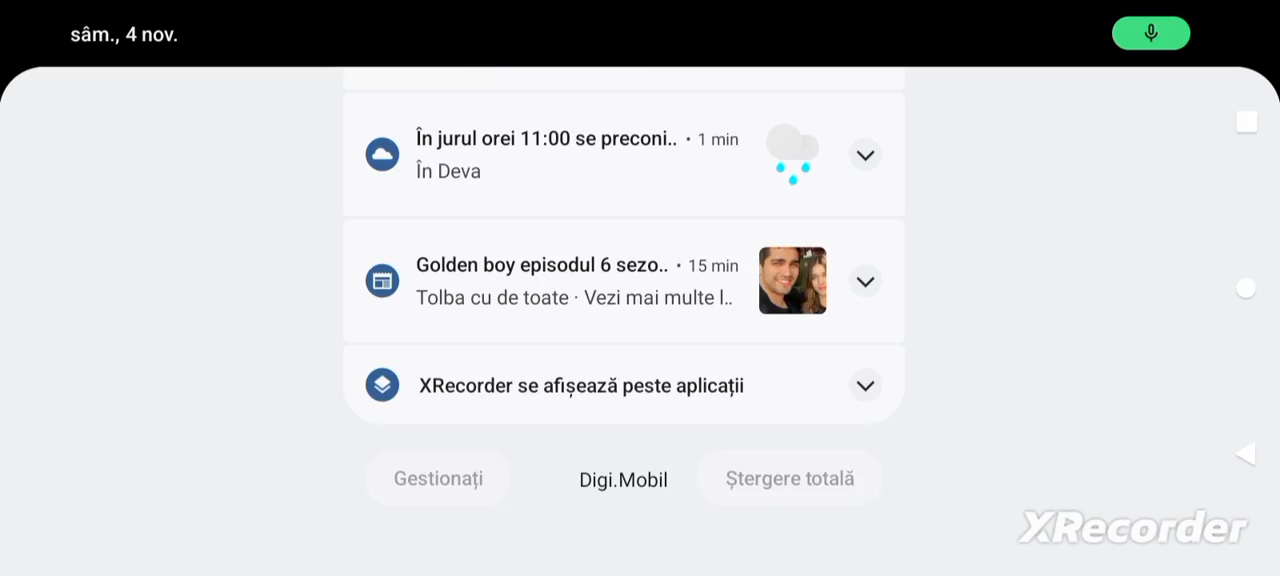 sâm., 4 nov.
În jurul orei 11:00 se preconi.. • 1 min
În Deva
Golden boy episodul 6 sezo.. • 15 min
Tolba cu de toate · Vezi mai multe l..
XRecorder se afișează peste aplicații
Gestionați
Digi.Mobil
Ștergere totală
XRecorder